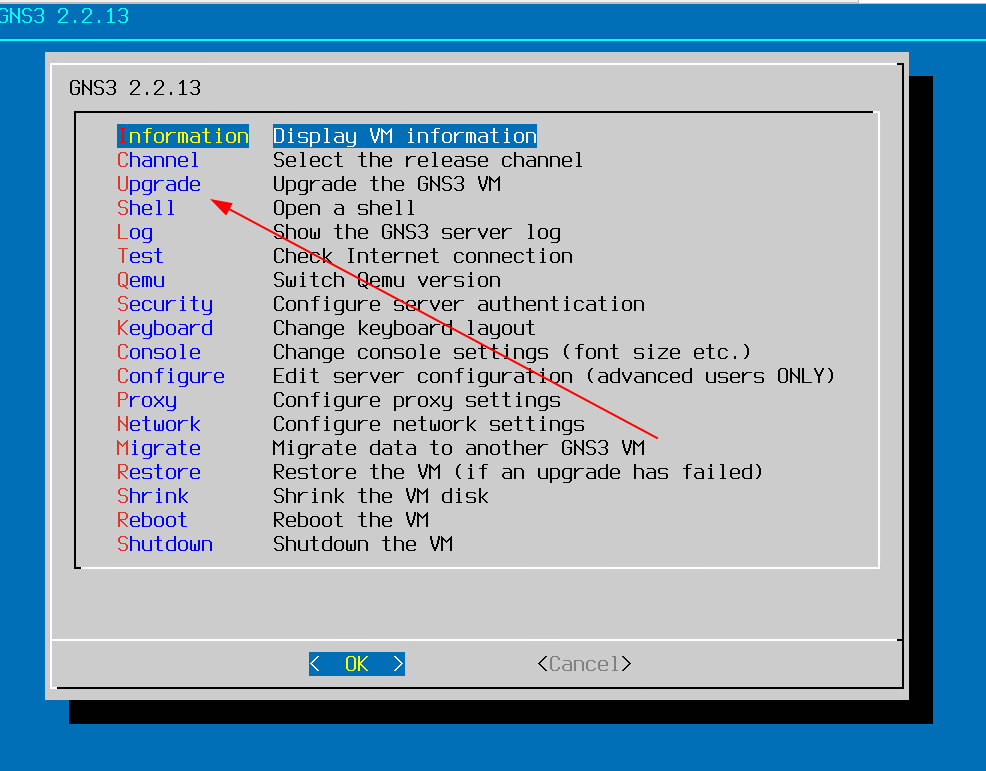 GNS3 2.2.13
GNS3 2.2.13
Information Display VM information
Channel Select the release channel
Upgrade Upgrade the GNS3 VM
Shell Open a shell
Log Show the GNS3 server log
Test Check Internet connection
Qemu Switch Qemu version
Security Configure server authentication
Keyboard Change keyboard layout
Console Change console settings (font size etc.)
Configure Edit server configuration (advanced users ONLY)
Proxy Configure proxy settings
Network Configure network settings
Migrate Migrate data to another GNS3 VM
Restore Restore the VM (if an upgrade has failed)
Shrink Shrink the VM disk
Reboot Reboot the VM
Shutdown Shutdown the VM
< OK > <Cancel>